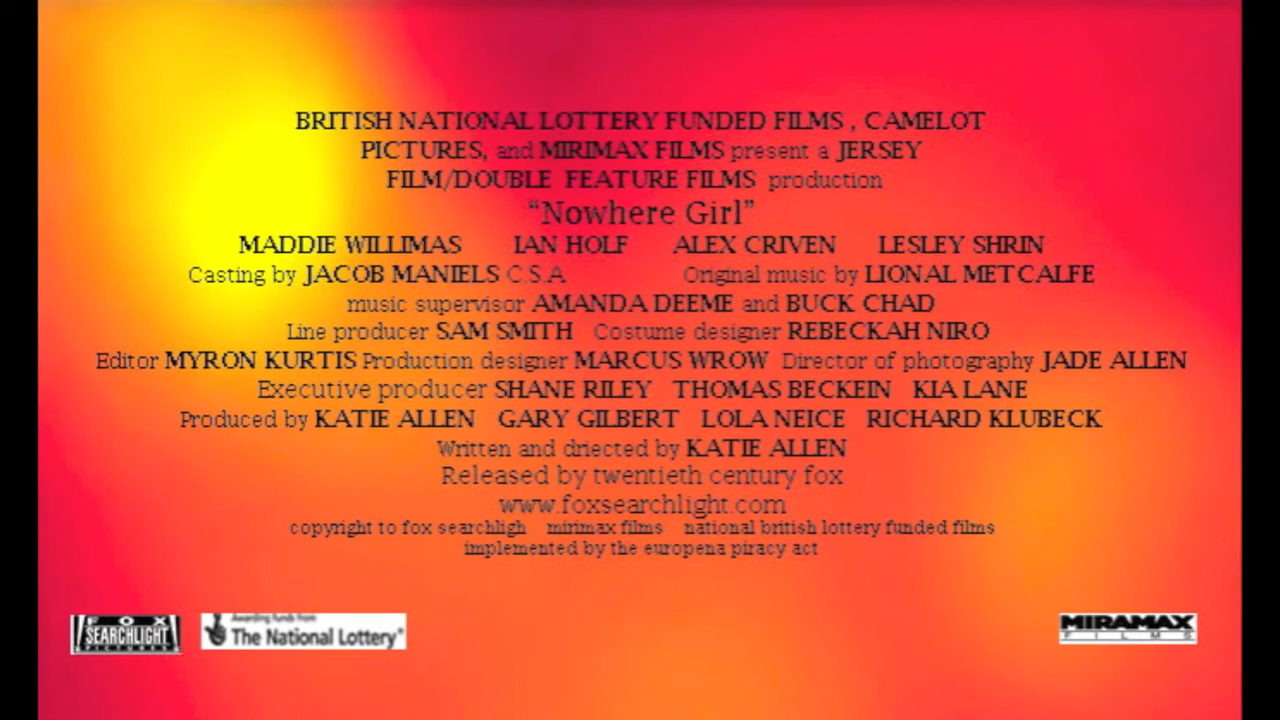 BRITISH NATIONAL LOTTERY FUNDED FILMS , CAMELOT
PICTURES, and MIRIMAX FILMS present a JERSEY
FILM/DOUBLE FEATURE FILMS production
“Nowhere Girl”
MADDIE WILLIMAS IAN HOLF ALEX CRIVEN LESLEY SHRIN
Casting by JACOB MANIELS C.S.A Original music by LIONAL METCALFE
music supervisor AMANDA DEEME and BUCK CHAD
Line producer SAM SMITH Costume designer REBECKAH NIRO
Editor MYRON KURTIS Production designer MARCUS WROW Director of photography JADE ALLEN
Executive producer SHANE RILEY THOMAS BECKEIN KIA LANE
Produced by KATIE ALLEN GARY GILBERT LOLA NEICE RICHARD KLUBECK
Written and driected by KATIE ALLEN
Released by twentieth century fox
www.foxsearchlight.com
copyright to fox searchligh mirimax films national british lottery funded films
implemented by the europena piracy act
FOX
SEARCHLIGHT
PICTURES
Awarding funds from
The National Lottery®
MIRAMAX
FILMS